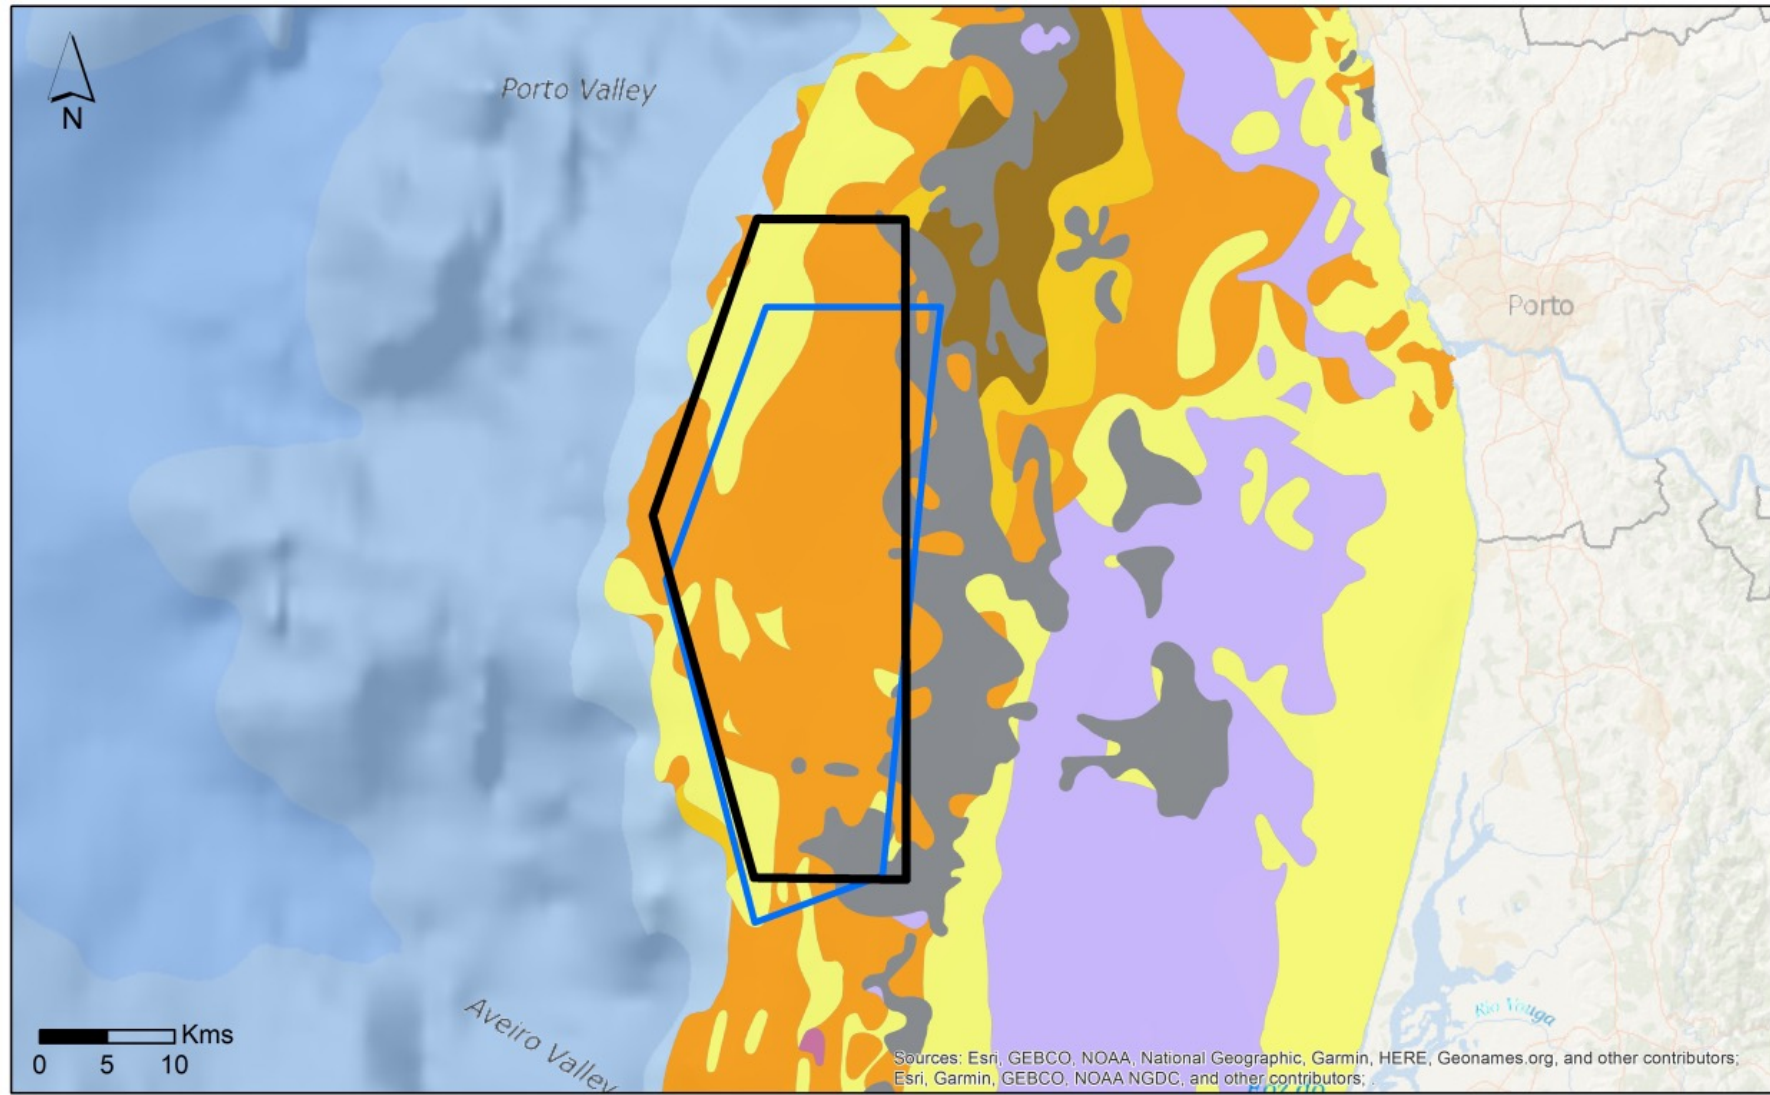 Porto Valley
N
Porto
Aveiro Valley
Rio Vouga
Kms
0 5 10
Sources: Esri, GEBCO, NOAA, National Geographic, Garmin, HERE, Geonames.org, and other contributors;
Esri, Garmin, GEBCO, NOAA NGDC, and other contributors; .